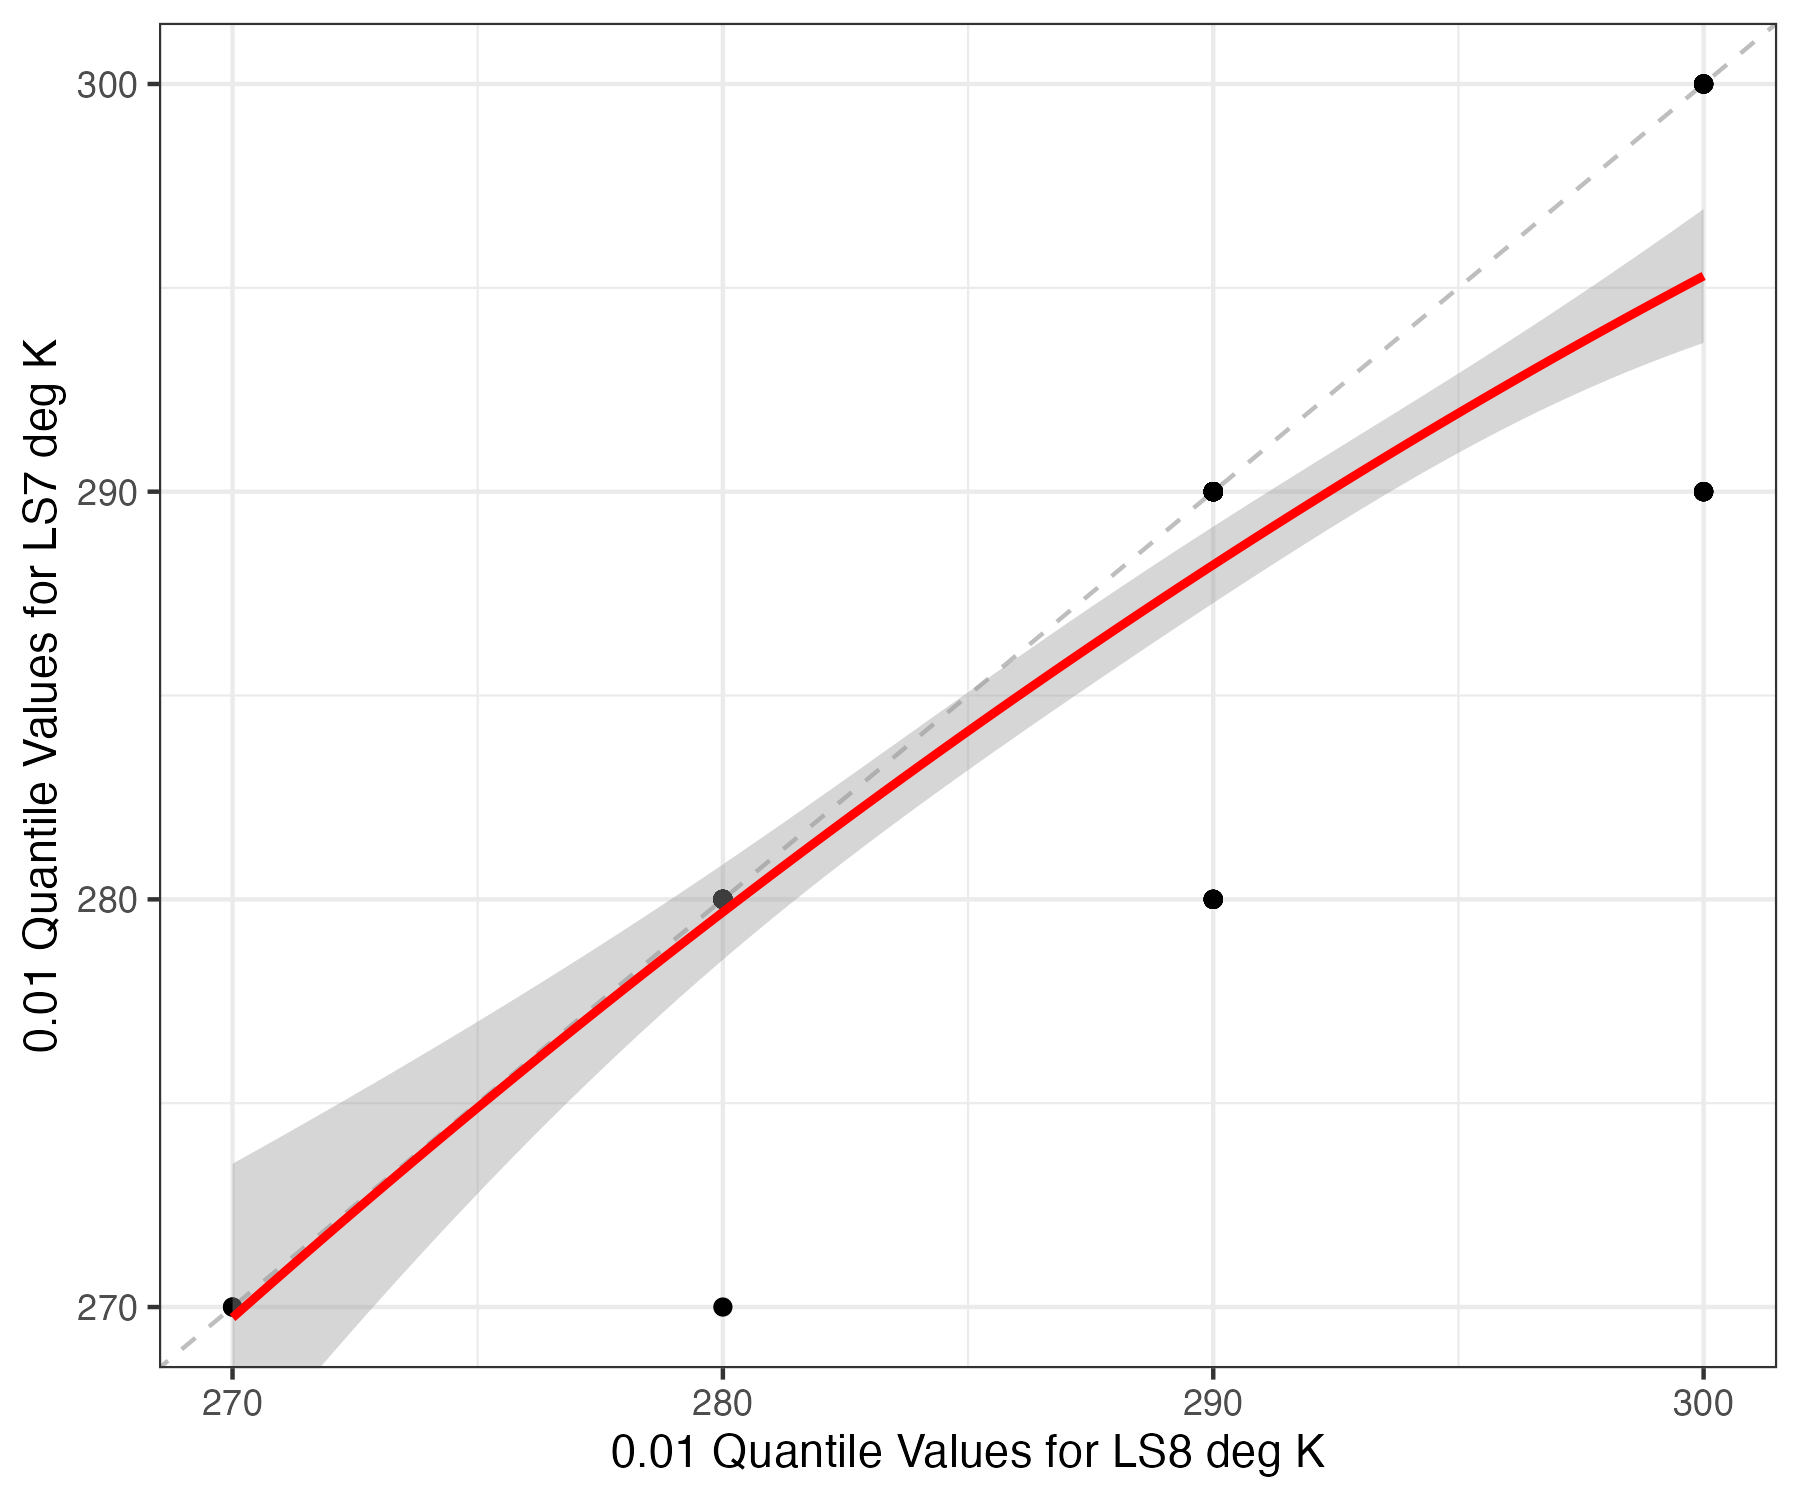 0.01 Quantile Values for LS7 deg K
300
290
280
270
270 280 290 300
0.01 Quantile Values for LS8 deg K